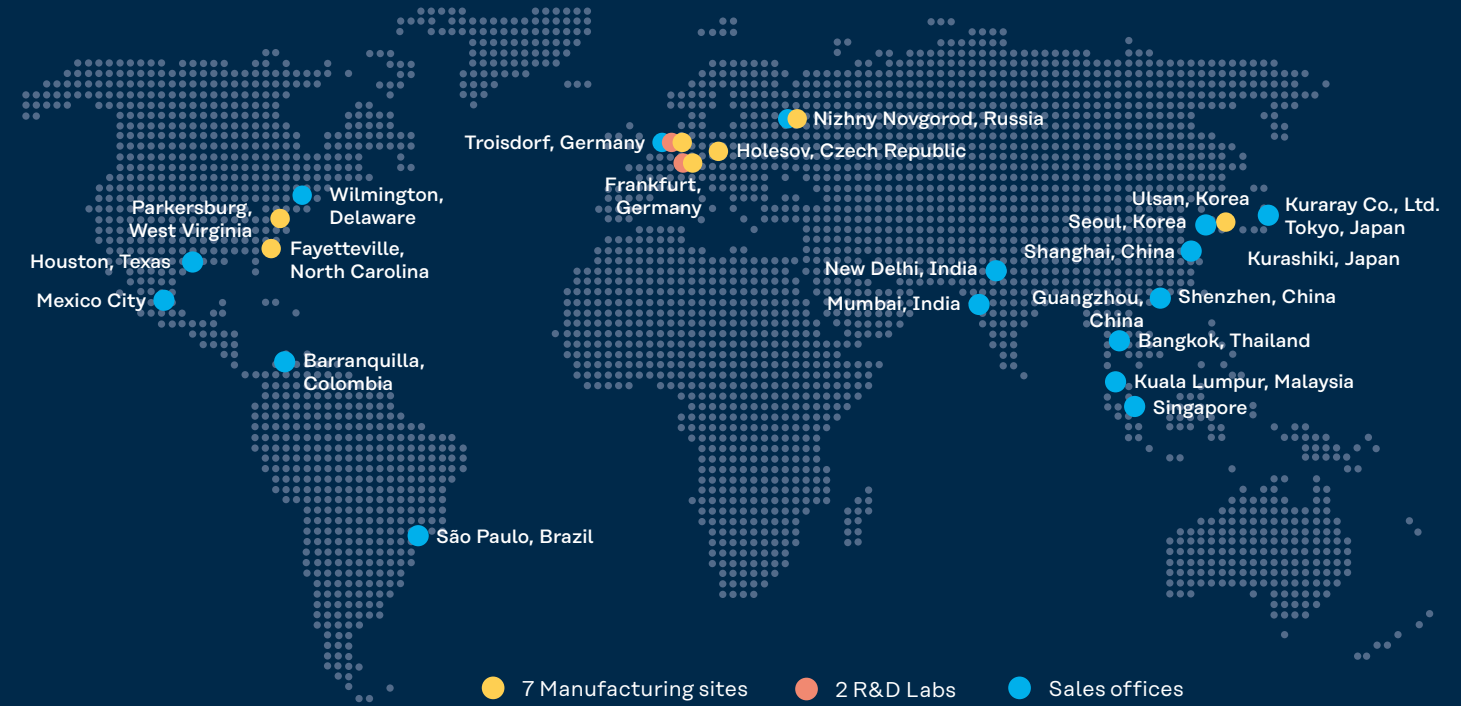 Nizhny Novgorod, Russia
Troisdorf, Germany
Holesov, Czech Republic
Frankfurt,
Germany
Wilmington,
Delaware
Parkersburg,
West Virginia
Fayetteville,
North Carolina
Houston, Texas
Mexico City
Barranquilla,
Colombia
São Paulo, Brazil
Ulsan, Korea
Seoul, Korea
Kuraray Co., Ltd.
Tokyo, Japan
Shanghai, China
Kurashiki, Japan
New Delhi, India
Mumbai, India
Guangzhou,
China
Shenzhen, China
Bangkok, Thailand
Kuala Lumpur, Malaysia
Singapore
7 Manufacturing sites
2 R&D Labs
Sales offices